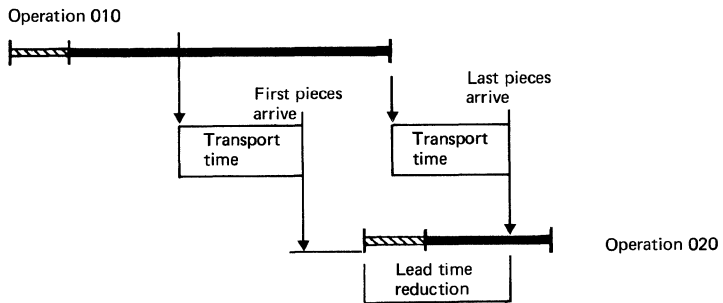 Operation 010
First pieces
arrive
Last pieces
arrive
Transport
time
Transport
time
Operation 020
Lead time
reduction